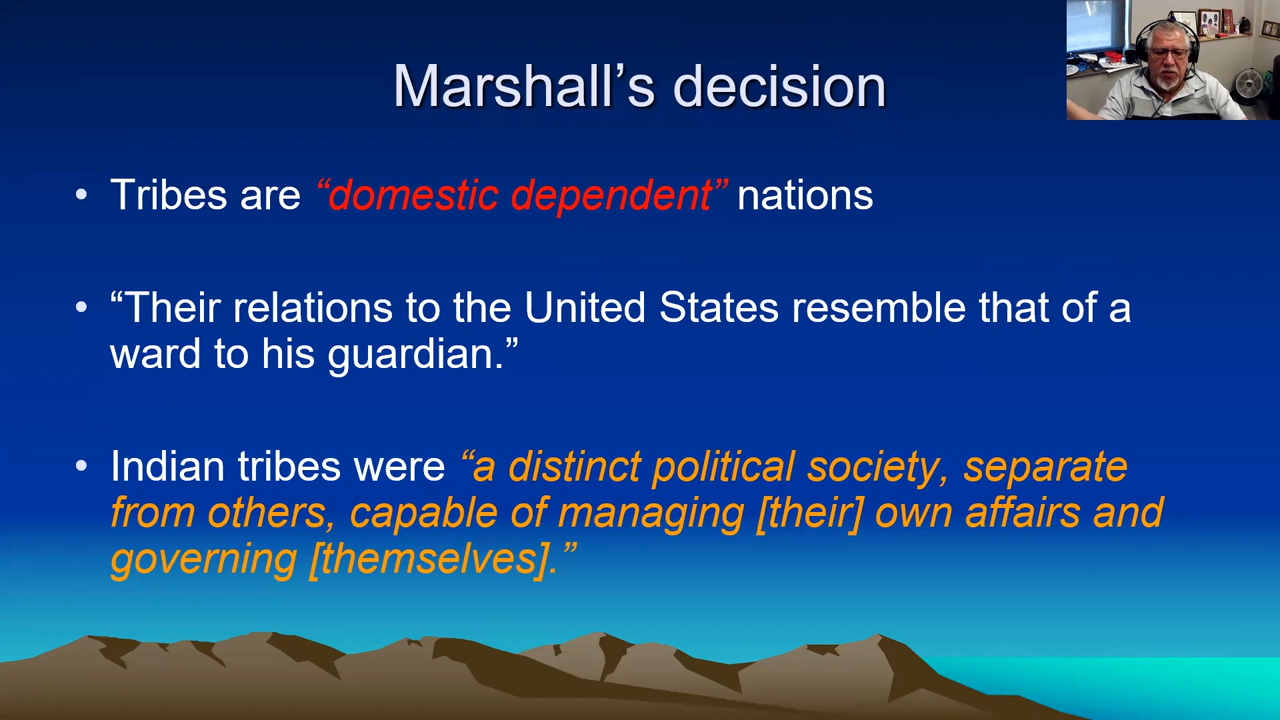 Marshall’s decision
• Tribes are “domestic dependent” nations
• “Their relations to the United States resemble that of a
ward to his guardian.”
• Indian tribes were “a distinct political society, separate
from others, capable of managing [their] own affairs and
governing [themselves].”